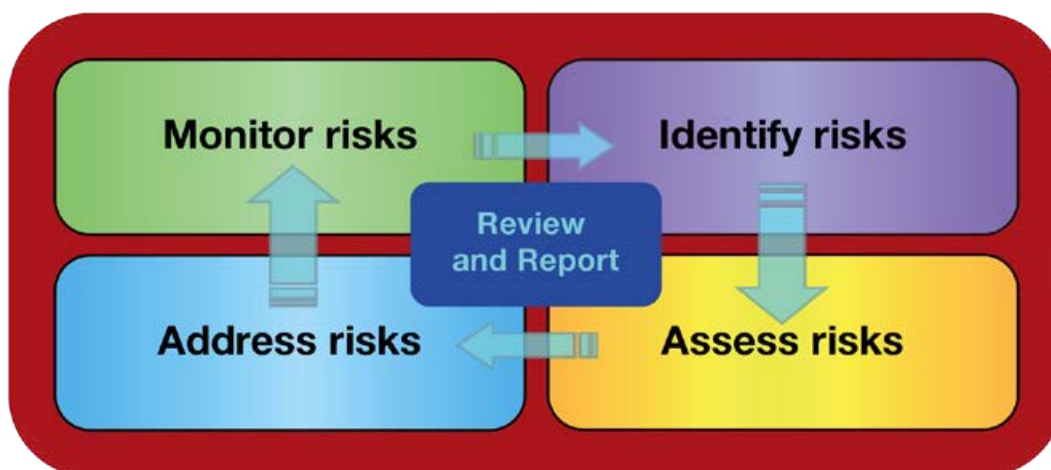 Monitor risks
Identify risks
Review
and Report
Address risks
Assess risks